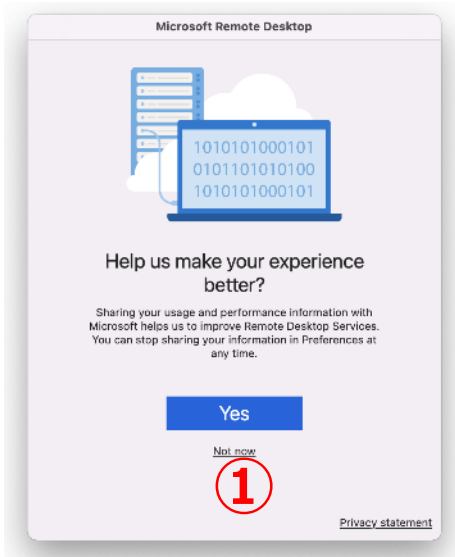 Microsoft Remote Desktop
1010101000101
0101101010100
1010101000101
Help us make your experience
better?
Sharing your usage and performance information with
Microsoft helps us to improve Remote Desktop Services.
You can stop sharing your information in Preferences at
any time.
Yes
Not now
①
Privacy statement